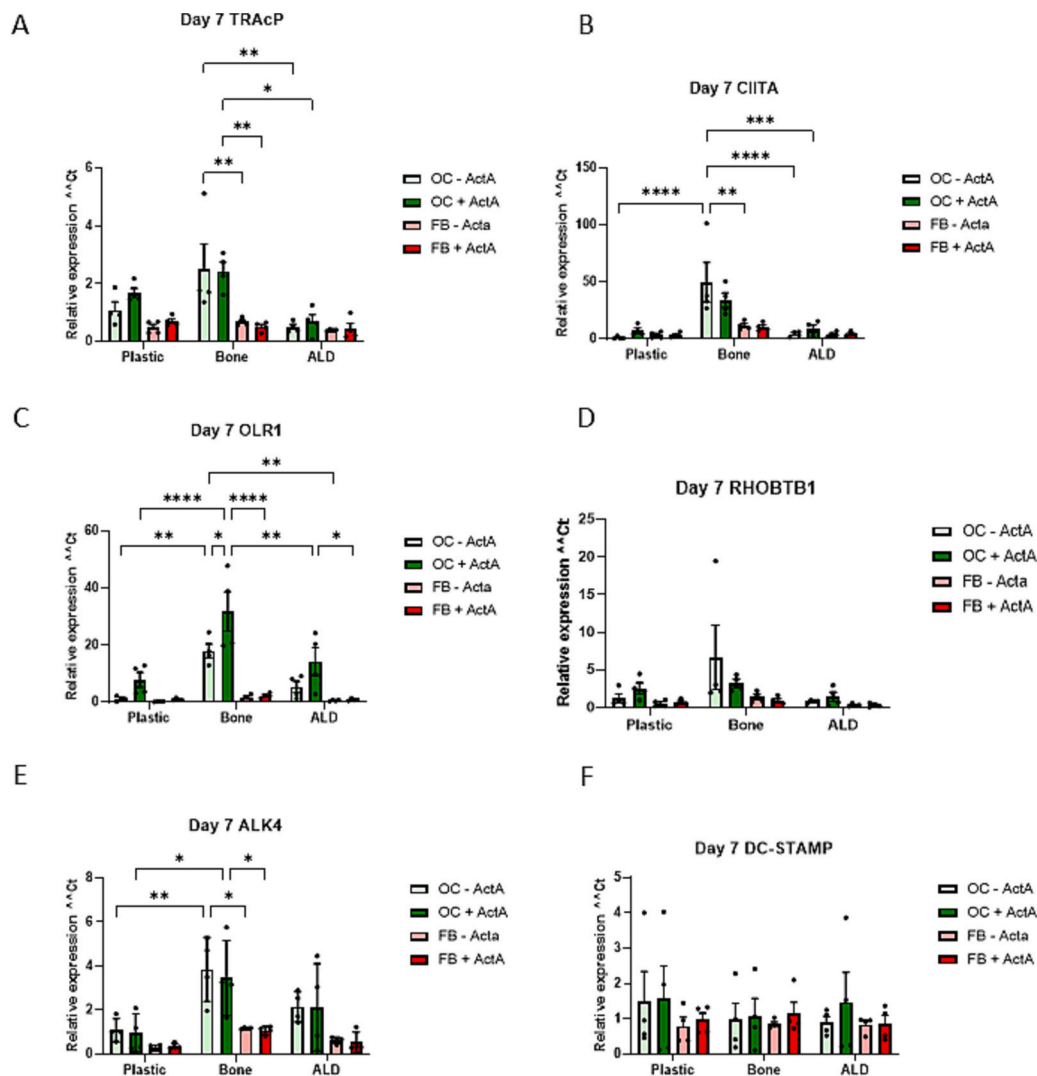 A
Day 7 TRAcP
** 
*
**
**
Relative expression ^^Ct
6
4
2
0
Plastic Bone ALD
OC - ActA
OC + ActA
FB - Acta
FB + ActA
B
Day 7 CIITA
***
****
**** **
Relative expression ^^Ct
150
100
50
0
Plastic Bone ALD
OC - ActA
OC + ActA
FB - Acta
FB + ActA
C
Day 7 OLR1
**
**** ****
** * ** *
Relative expression ^^Ct
60
40
20
0
Plastic Bone ALD
OC - ActA
OC + ActA
FB - Acta
FB + ActA
D
Day 7 RHOBTB1
Relative expression ^^Ct
25
20
15
10
5
0
Plastic Bone ALD
OC - ActA
OC + ActA
FB - Acta
FB + ActA
E
Day 7 ALK4
* *
** *
Relative expression ^^Ct
8
6
4
2
0
Plastic Bone ALD
OC - ActA
OC + ActA
FB - Acta
FB + ActA
F
Day 7 DC-STAMP
Relative expression ^^Ct
5
4
3
2
1
0
Plastic Bone ALD
OC - ActA
OC + ActA
FB - Acta
FB + ActA